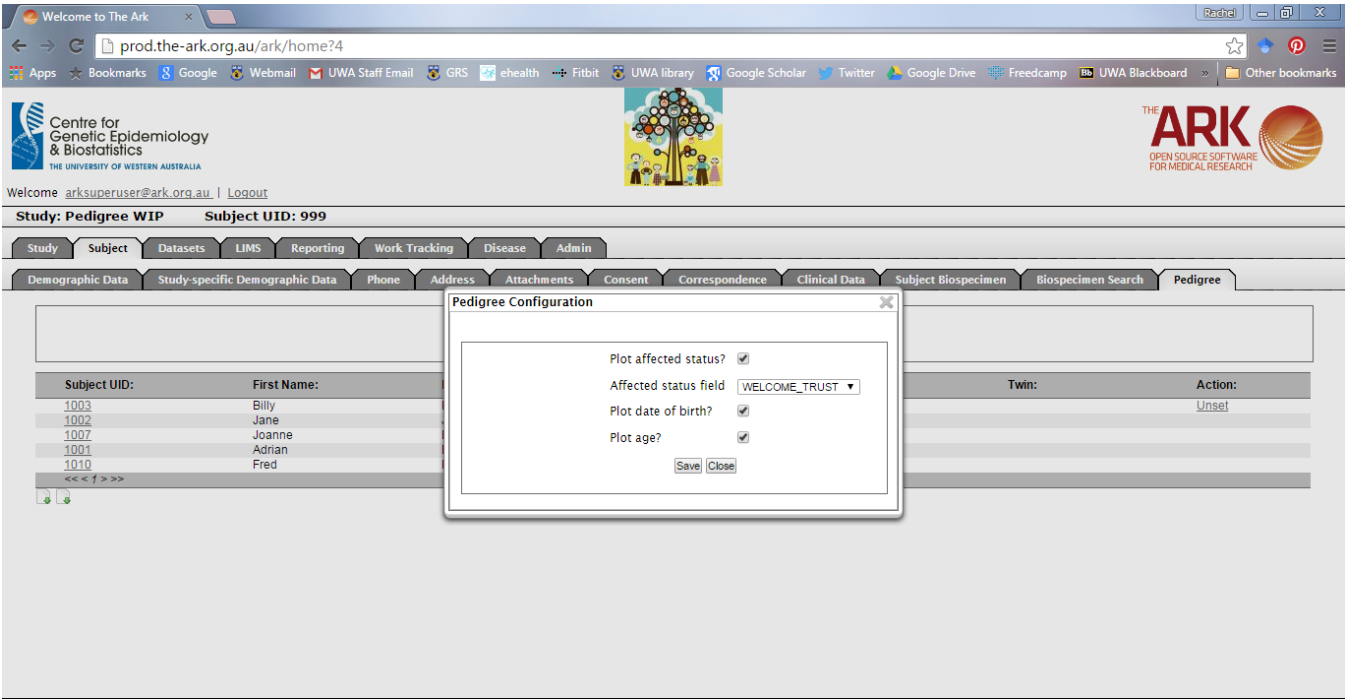 Welcome to The Ark
Rachel
prod.the-ark.org.au/ark/home?4
Apps Bookmarks Google Webmail UWA Staff Email GRS ehealth Fitbit UWA library Google Scholar Twitter Google Drive Freedcamp UWA Blackboard » Other bookmarks
Centre for
Genetic Epidemiology
& Biostatistics
THE UNIVERSITY OF WESTERN AUSTRALIA
THE ARK
OPEN SOURCE SOFTWARE
FOR MEDICAL RESEARCH
Welcome arksuperuser@ark.org.au | Logout
Study: Pedigree WIP Subject UID: 999
Study Subject Datasets LIMS Reporting Work Tracking Disease Admin
Demographic Data Study-specific Demographic Data Phone Address Attachments Consent Correspondence Clinical Data Subject Biospecimen Biospecimen Search Pedigree
Pedigree Configuration
Plot affected status?
Affected status field WELCOME_TRUST
Plot date of birth?
Plot age?
Save Close
Subject UID: First Name: Twin: Action:
1003 Billy Unset
1002 Jane
1007 Joanne
1001 Adrian
1010 Fred
<< < 1 > >>